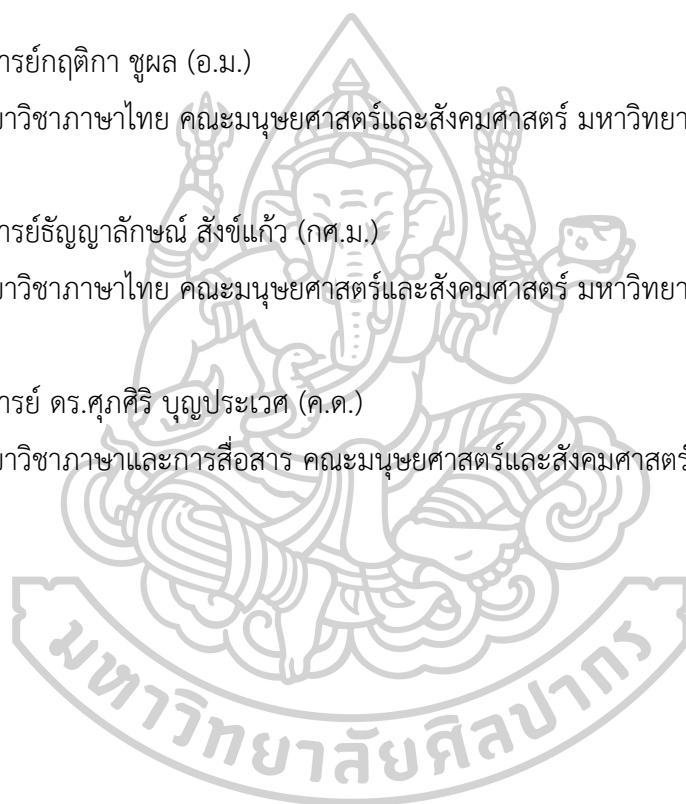 ารย์กฤติกา ชูผล (อ.ม.)
าวิชาภาษาไทย คณะมนุษยศาสตร์และสังคมศาสตร์ มหาวิทยา
ารย์ธัญญาลักษณ์ สังข์แก้ว (กศ.ม.)
าวิชาภาษาไทย คณะมนุษยศาสตร์และสังคมศาสตร์ มหาวิทยา
ารย์ ดร.ศุภศิริ บุญประเวศ (ค.ด.)
าวิชาภาษาและการสื่อสาร คณะมนุษยศาสตร์และสังคมศาสตร์
มหาวิทยาลัยศิลปากร